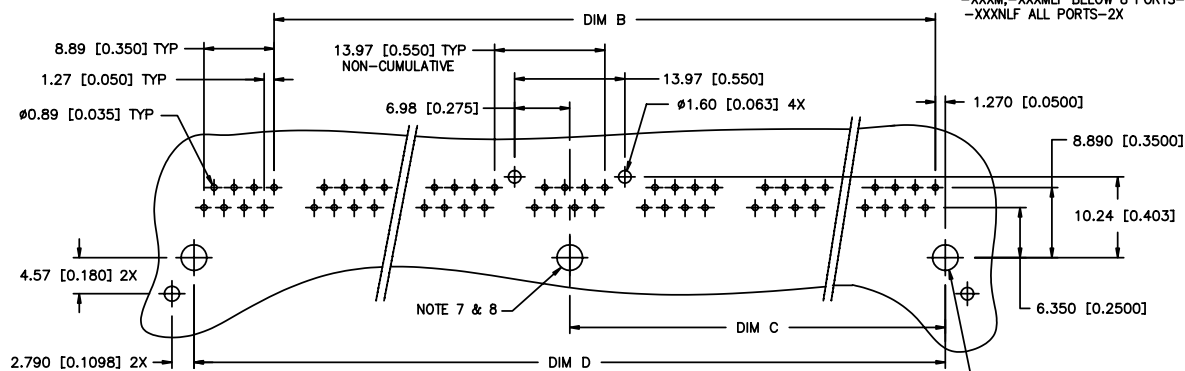 -XXXM,-XXXMLF BELOW 8 PORTS-
-XXXNLF ALL PORTS-2X
DIM B
8.89 [0.350] TYP
13.97 [0.550] TYP
NON-CUMULATIVE
1.27 [0.050] TYP
13.97 [0.550]
6.98 [0.275]
ø1.60 [0.063] 4X
1.270 [0.0500]
ø0.89 [0.035] TYP
8.890 [0.3500]
10.24 [0.403]
4.57 [0.180] 2X
NOTE 7 & 8
6.350 [0.2500]
DIM C
2.790 [0.1098] 2X
DIM D